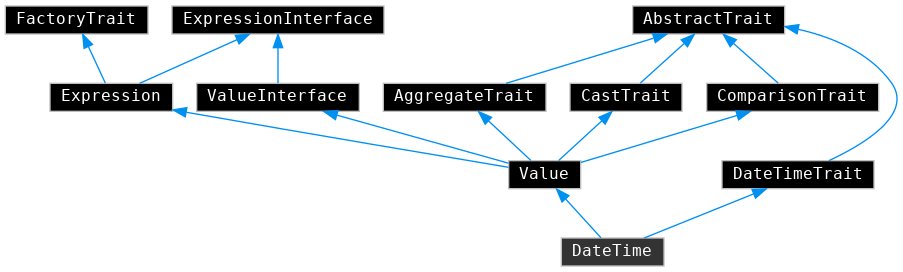 FactoryTrait
ExpressionInterface
AbstractTrait
Expression
ValueInterface
AggregateTrait
CastTrait
ComparisonTrait
Value
DateTimeTrait
DateTime